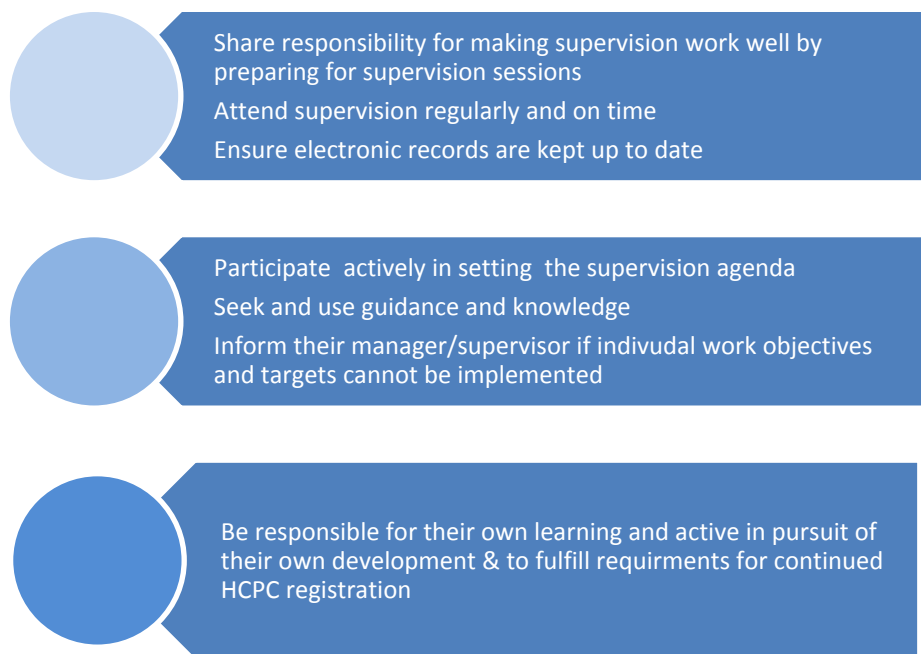 Share responsibility for making supervision work well by
preparing for supervision sessions
Attend supervision regularly and on time
Ensure electronic records are kept up to date
Participate  actively in setting  the supervision agenda
Seek and use guidance and knowledge
Inform their manager/supervisor if indivudal work objectives
and targets cannot be implemented
Be responsible for their own learning and active in pursuit of
their own development & to fulfill requirments for continued
HCPC registration